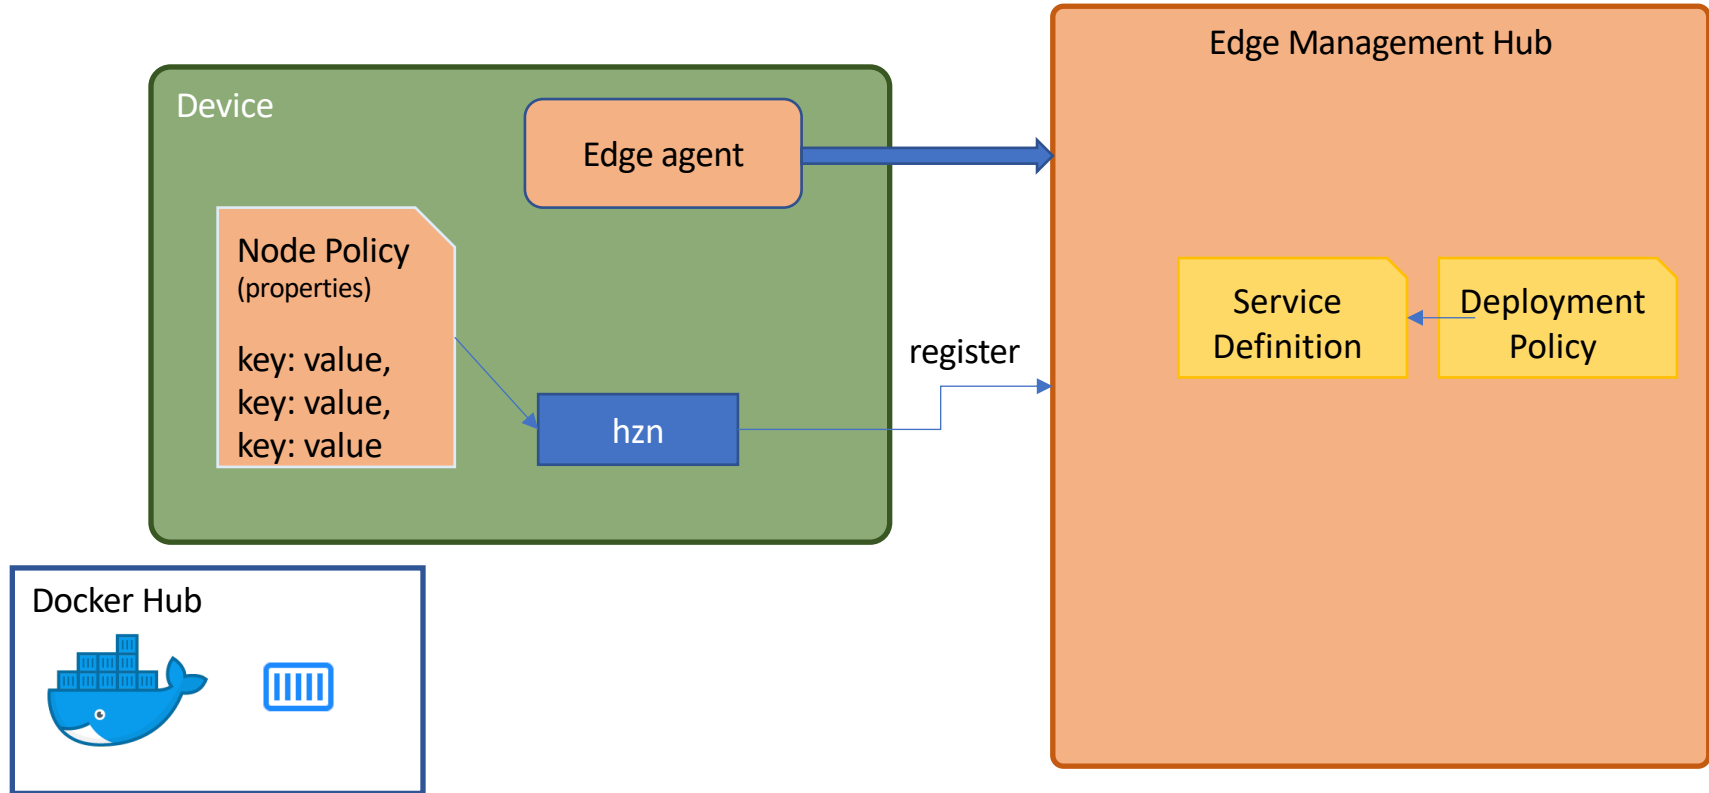 Edge Management Hub
Device
Edge agent
Node Policy
(properties)
key: value,
key: value,
key: value
hzn
register
Service
Definition
Deployment
Policy
Docker Hub